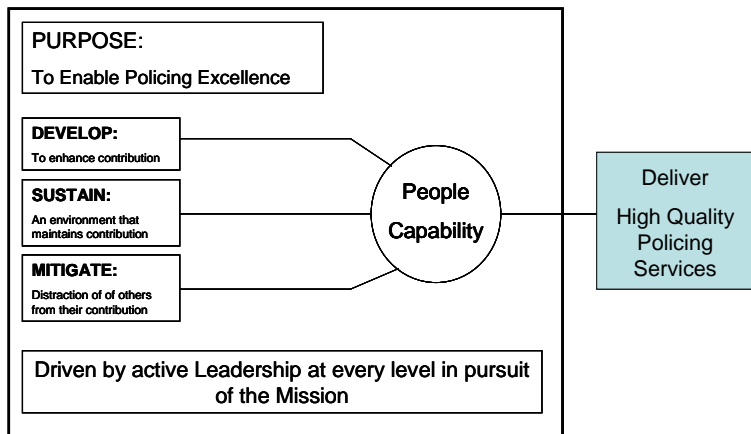 PURPOSE:
To Enable Policing Excellence
DEVELOP:
To enhance contribution
SUSTAIN:
An environment that
maintains contribution
MITIGATE:
Distraction of of others
from their contribution
People
Capability
Deliver
High Quality
Policing
Services
Driven by active Leadership at every level in pursuit
of the Mission